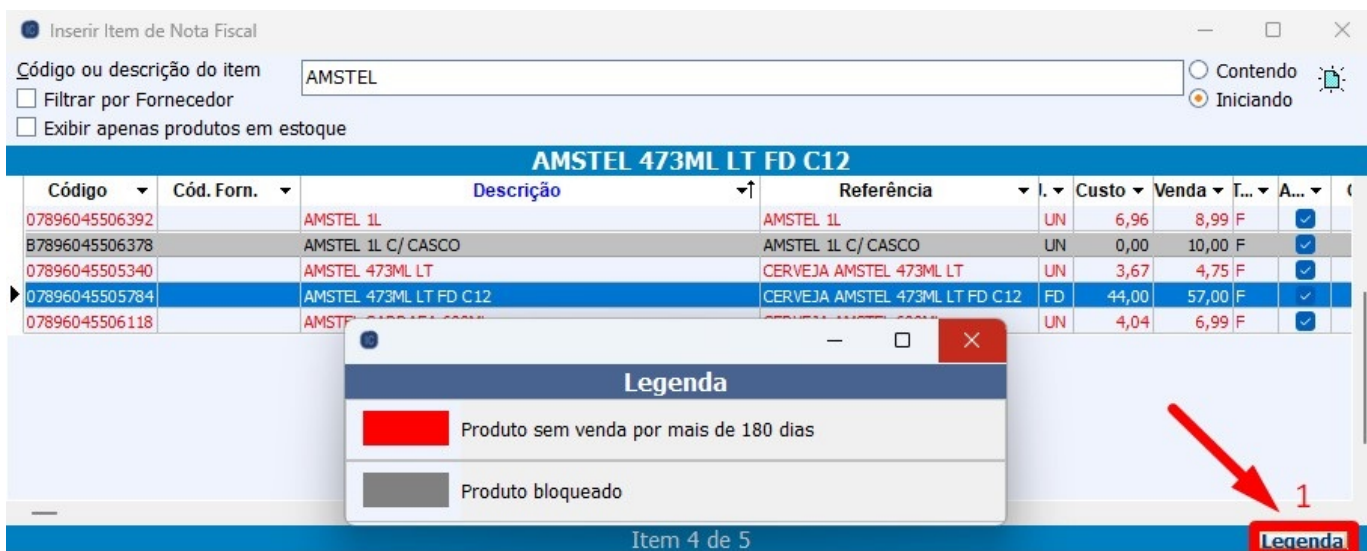 Inserir Item de Nota Fiscal
Código ou descrição do item AMSTEL Contendo
Filtrar por Fornecedor Iniciando
Exibir apenas produtos em estoque
AMSTEL 473ML LT FD C12
Código Cód. Forn. Descrição Referência Custo Venda T... A...
07896045506392 AMSTEL 1L AMSTEL 1L UN 6,96 8,99 F
B7896045506378 AMSTEL 1L C/ CASCO AMSTEL 1L C/ CASCO UN 0,00 10,00 F
07896045505340 AMSTEL 473ML LT CERVEJA AMSTEL 473ML LT UN 3,67 4,75 F
07896045505784 AMSTEL 473ML LT FD C12 CERVEJA AMSTEL 473ML LT FD C12 FD 44,00 57,00 F
07896045506118 UN 4,04 6,99 F
Legenda
Produto sem venda por mais de 180 dias
Produto bloqueado
1
Item 4 de 5 Legenda